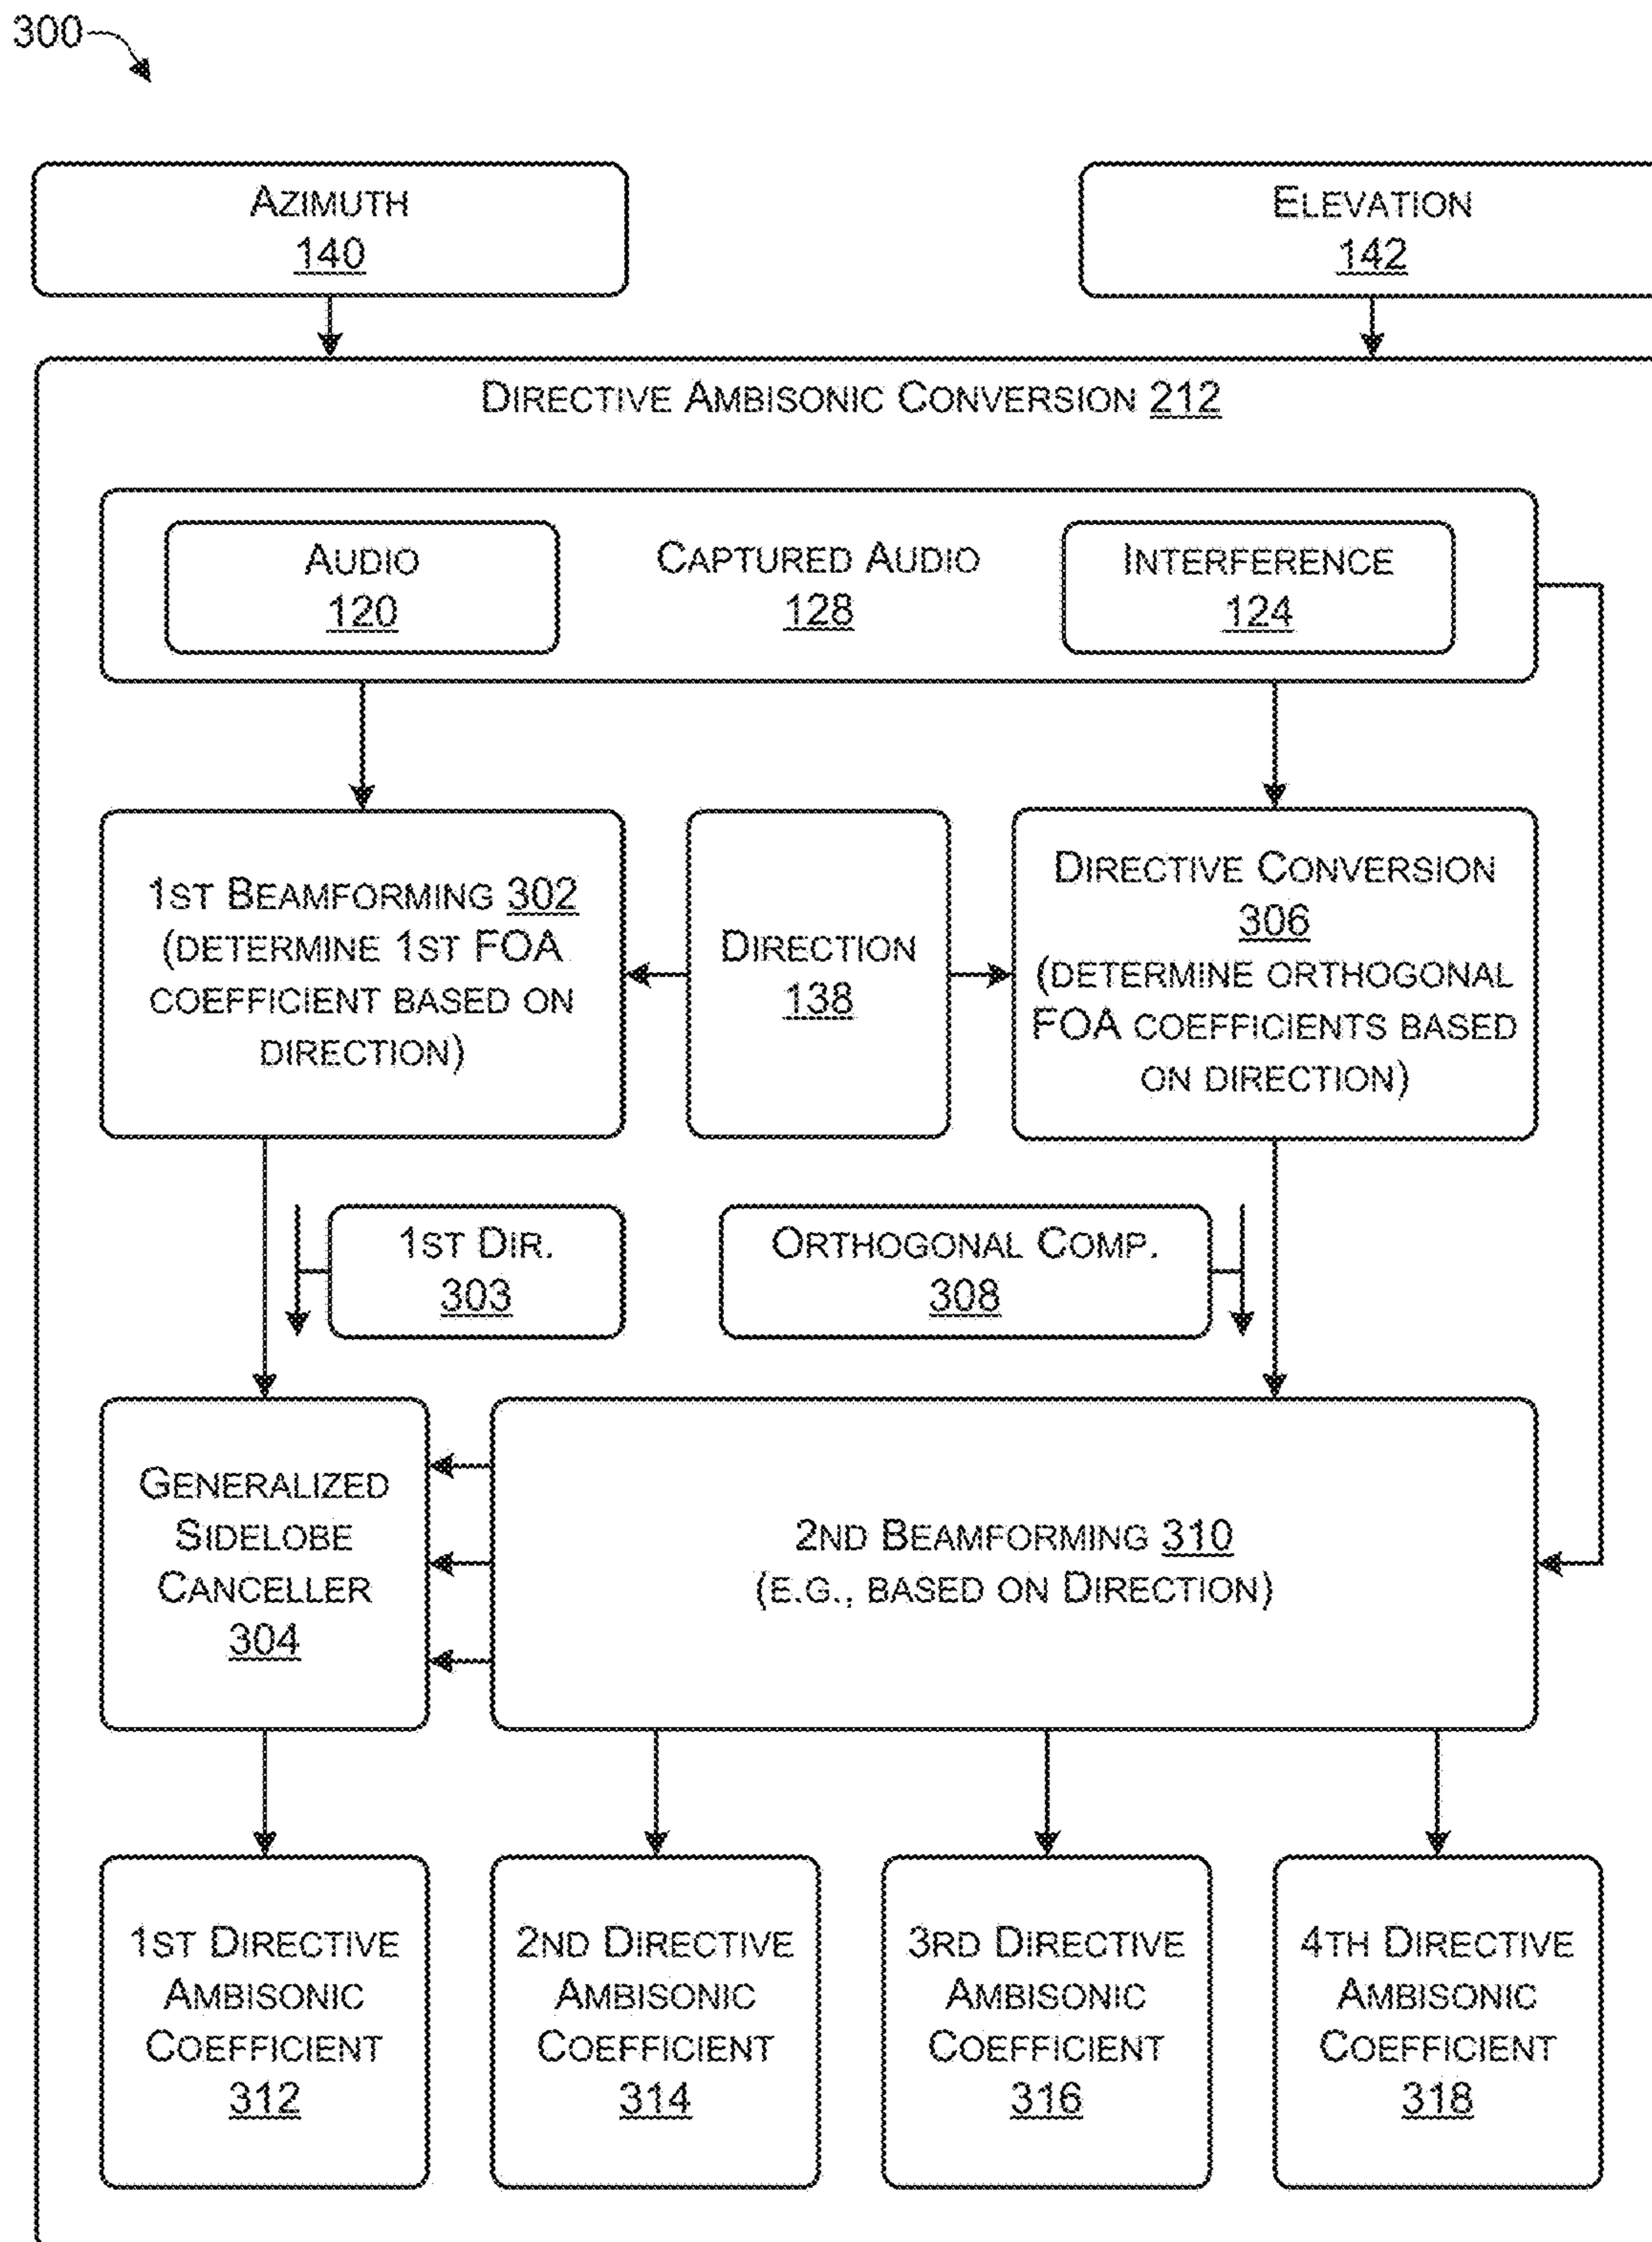 300
AZIMUTH
140
ELEVATION
142
DIRECTIVE AMBISONIC CONVERSION 212
AUDIO
120
CAPTURED AUDIO
128
INTERFERENCE
124
1ST BEAMFORMING 302
(DETERMINE 1ST FOA
COEFFICIENT BASED ON
DIRECTION)
DIRECTION
138
DIRECTIVE CONVERSION
306
(DETERMINE ORTHOGONAL
FOA COEFFICIENTS BASED
ON DIRECTION)
1ST DIR.
303
ORTHOGONAL COMP.
308
GENERALIZED
SIDELOBE
CANCELLER
304
2ND BEAMFORMING 310
(E.G., BASED ON DIRECTION)
1ST DIRECTIVE
AMBISONIC
COEFFICIENT
312
2ND DIRECTIVE
AMBISONIC
COEFFICIENT
314
3RD DIRECTIVE
AMBISONIC
COEFFICIENT
316
4TH DIRECTIVE
AMBISONIC
COEFFICIENT
318